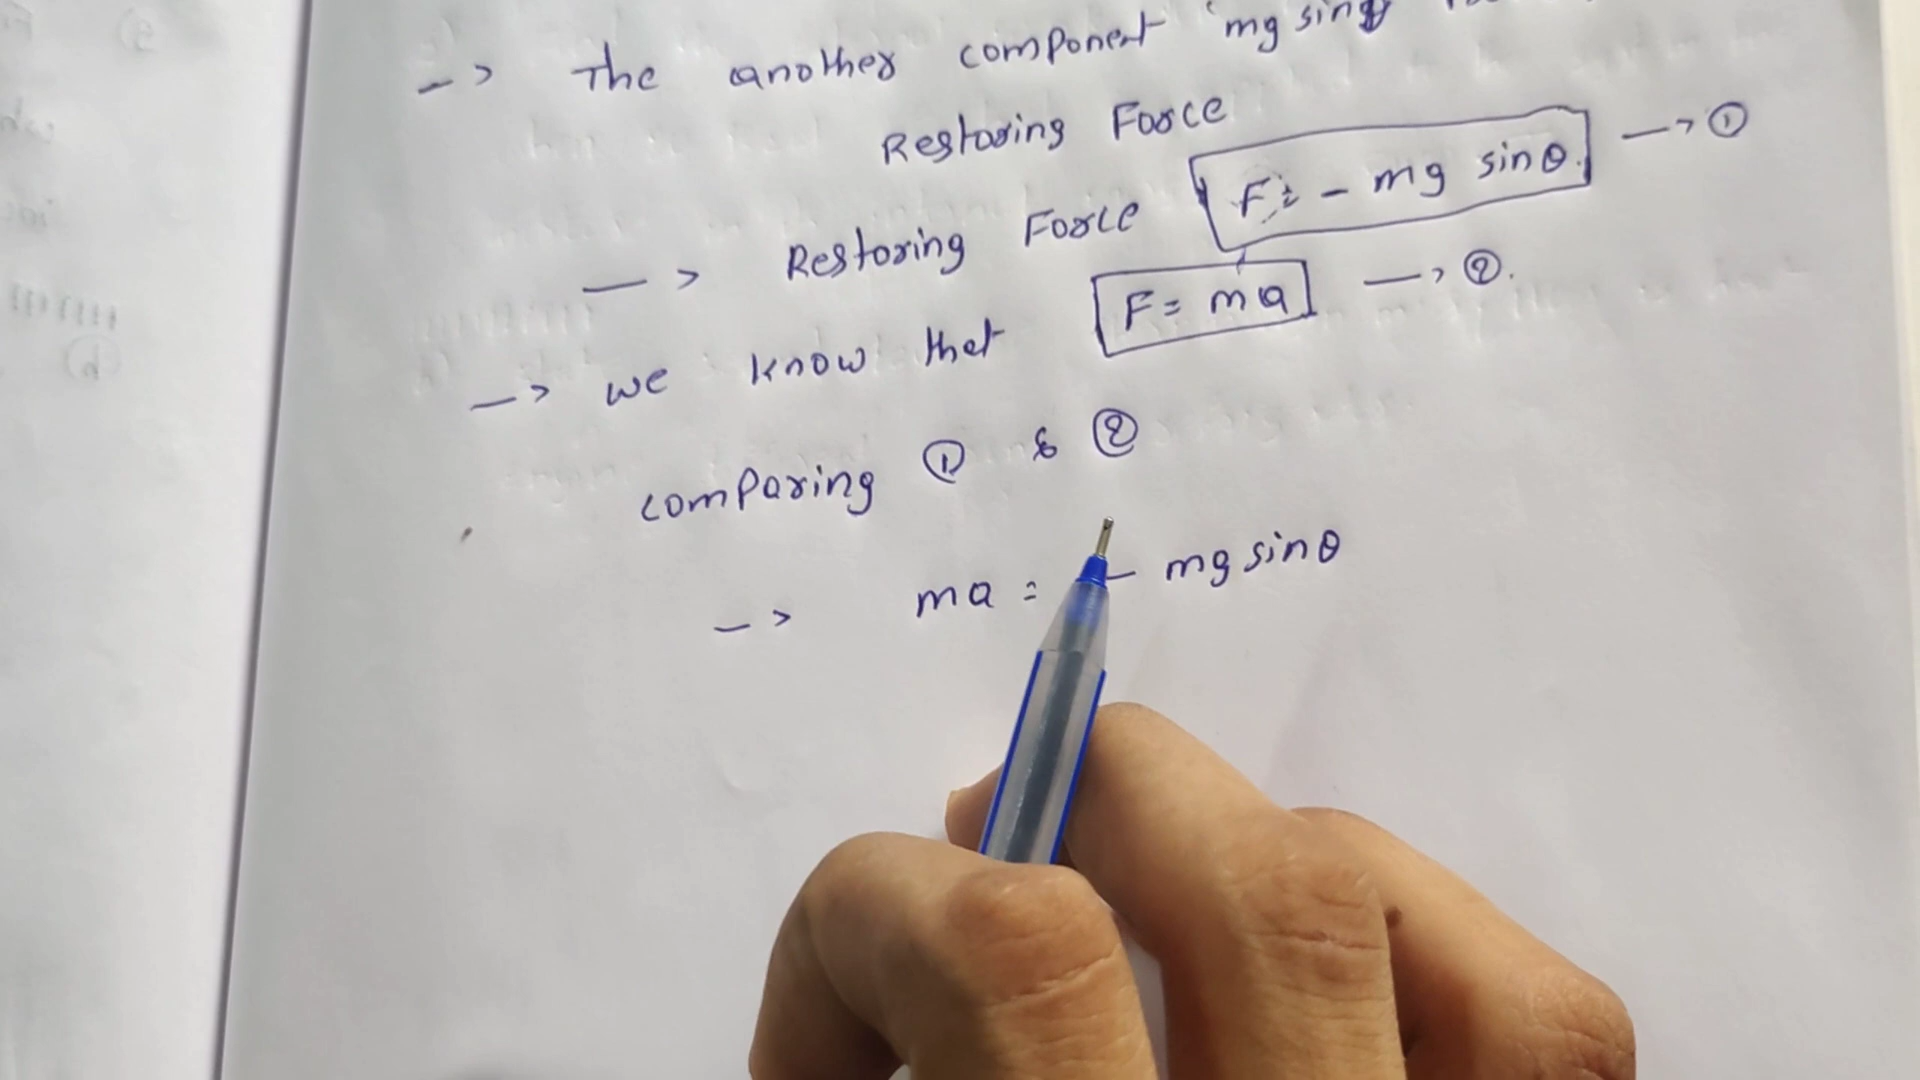 —> The another component 'mg sinθ
Restoring Force
—> Restoring Force F = - mg sinθ. —> ①
—> we know that F = ma —> ②.
comparing ① & ②
—> ma = - mg sinθ